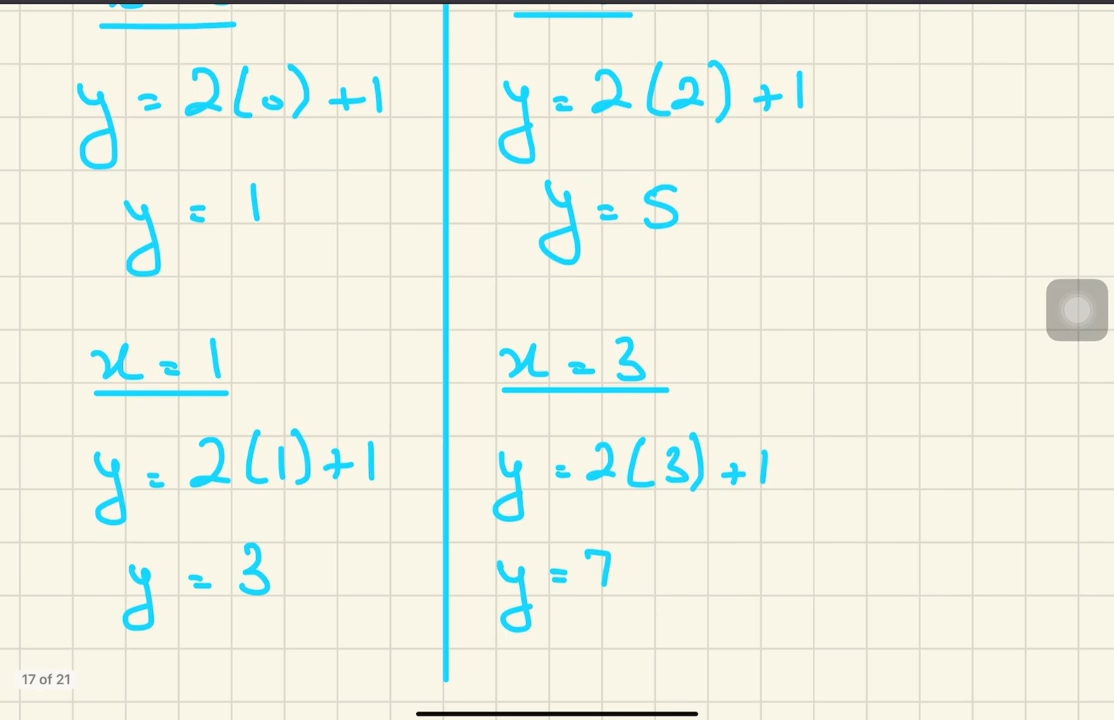 y = 2(0) + 1
y = 1
x = 1
y = 2(1) + 1
y = 3
y = 2(2) + 1
y = 5
x = 3
y = 2(3) + 1
y = 7
17 of 21